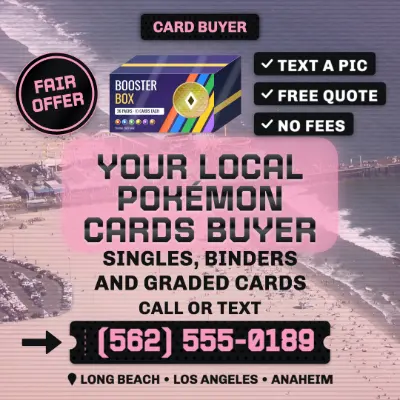 CARD BUYER
FAIR
OFFER
BOOSTER
BOX
✓ TEXT A PIC
✓ FREE QUOTE
✓ NO FEES
YOUR LOCAL
POKÉMON
CARDS BUYER
SINGLES, BINDERS
AND GRADED CARDS
CALL OR TEXT
(562) 555-0189
LONG BEACH • LOS ANGELES • ANAHEIM